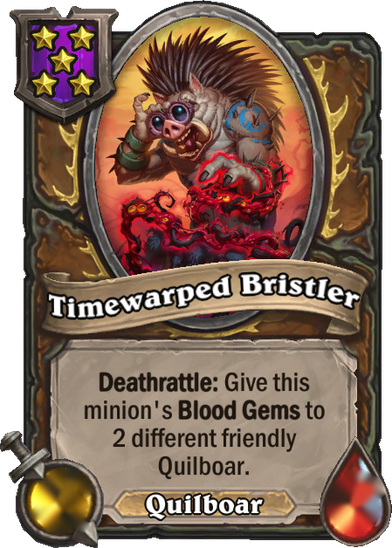 Timewarped Bristler
Deathrattle: Give this
minion's Blood Gems to
2 different friendly
Quilboar.
Quilboar